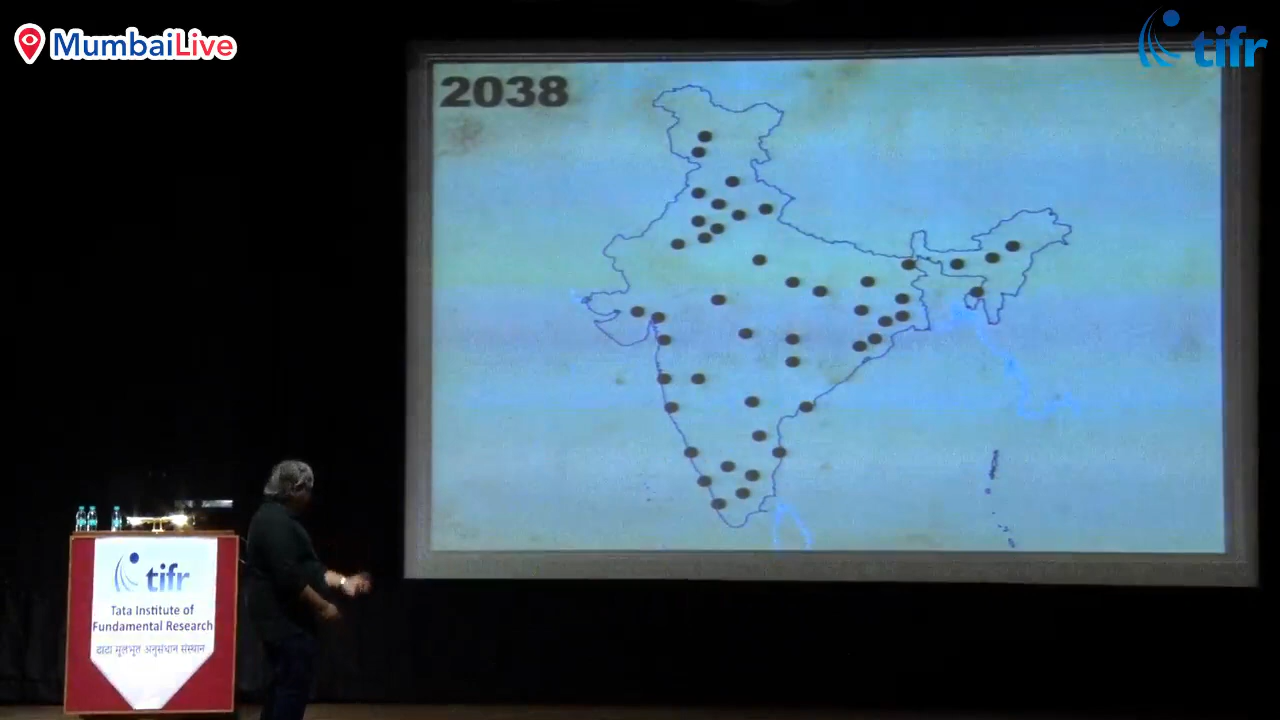 MumbaiLive
tifr
2038
tifr
Tata Institute of
Fundamental Research
टाटा मूलभूत अनुसंधान संस्थान